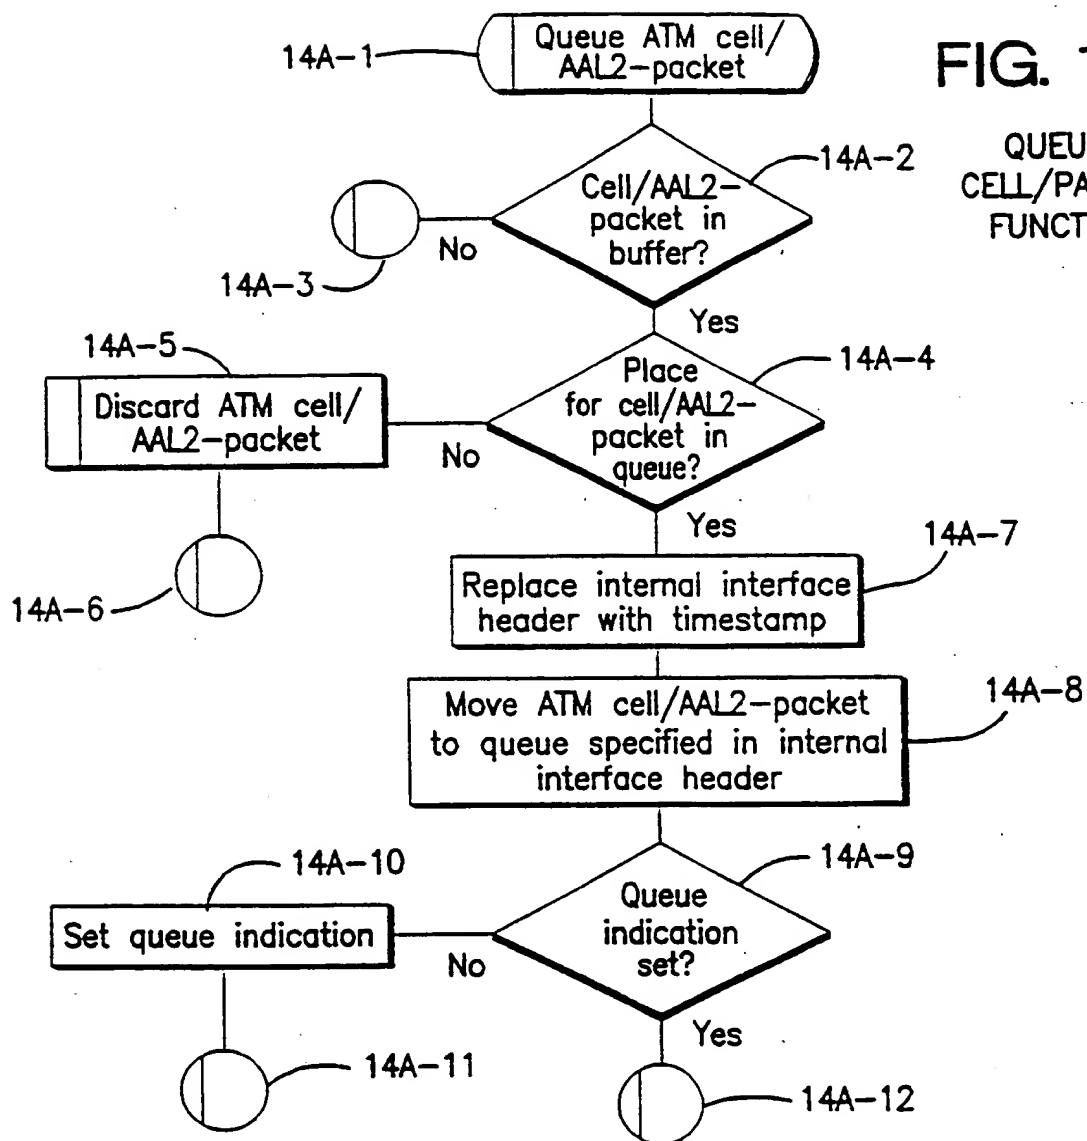 14A-1
Queue ATM cell/
AAL2-packet
FIG.
QUEU
CELL/PA
FUNCT
14A-2
Cell/AAL2-
packet in
buffer?
No
14A-3
Yes
14A-5
14A-4
Discard ATM cell/
AAL2-packet
Place
for cell/AAL2-
packet in
queue?
No
14A-6
Yes
14A-7
Replace internal interface
header with timestamp
14A-8
Move ATM cell/AAL2-packet
to queue specified in internal
interface header
14A-10
14A-9
Set queue indication
Queue
indication
set?
No
Yes
14A-11
14A-12